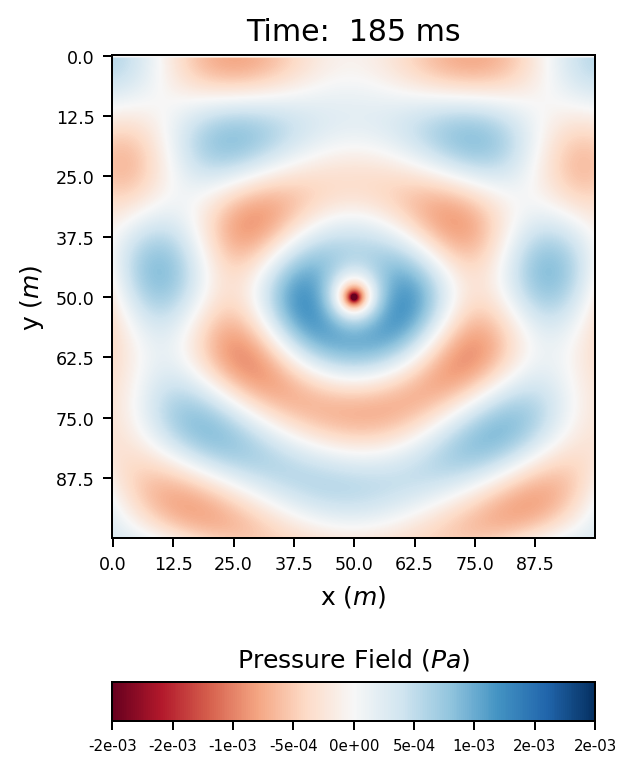 Time:  185 ms
0.0
12.5
25.0
37.5
50.0
62.5
75.0
87.5
y (m)
0.0 12.5 25.0 37.5 50.0 62.5 75.0 87.5
x (m)
Pressure Field (Pa)
-2e-03 -2e-03 -1e-03 -5e-04 0e+00 5e-04 1e-03 2e-03 2e-03